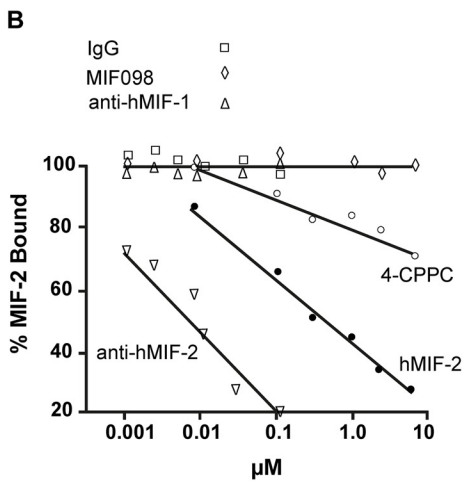 B
IgG
MIF098
anti-hMIF-1
100
80
60
40
20
% MIF-2 Bound
4-CPPC
hMIF-2
anti-hMIF-2
0.001 0.01 0.1 1.0 10
µM